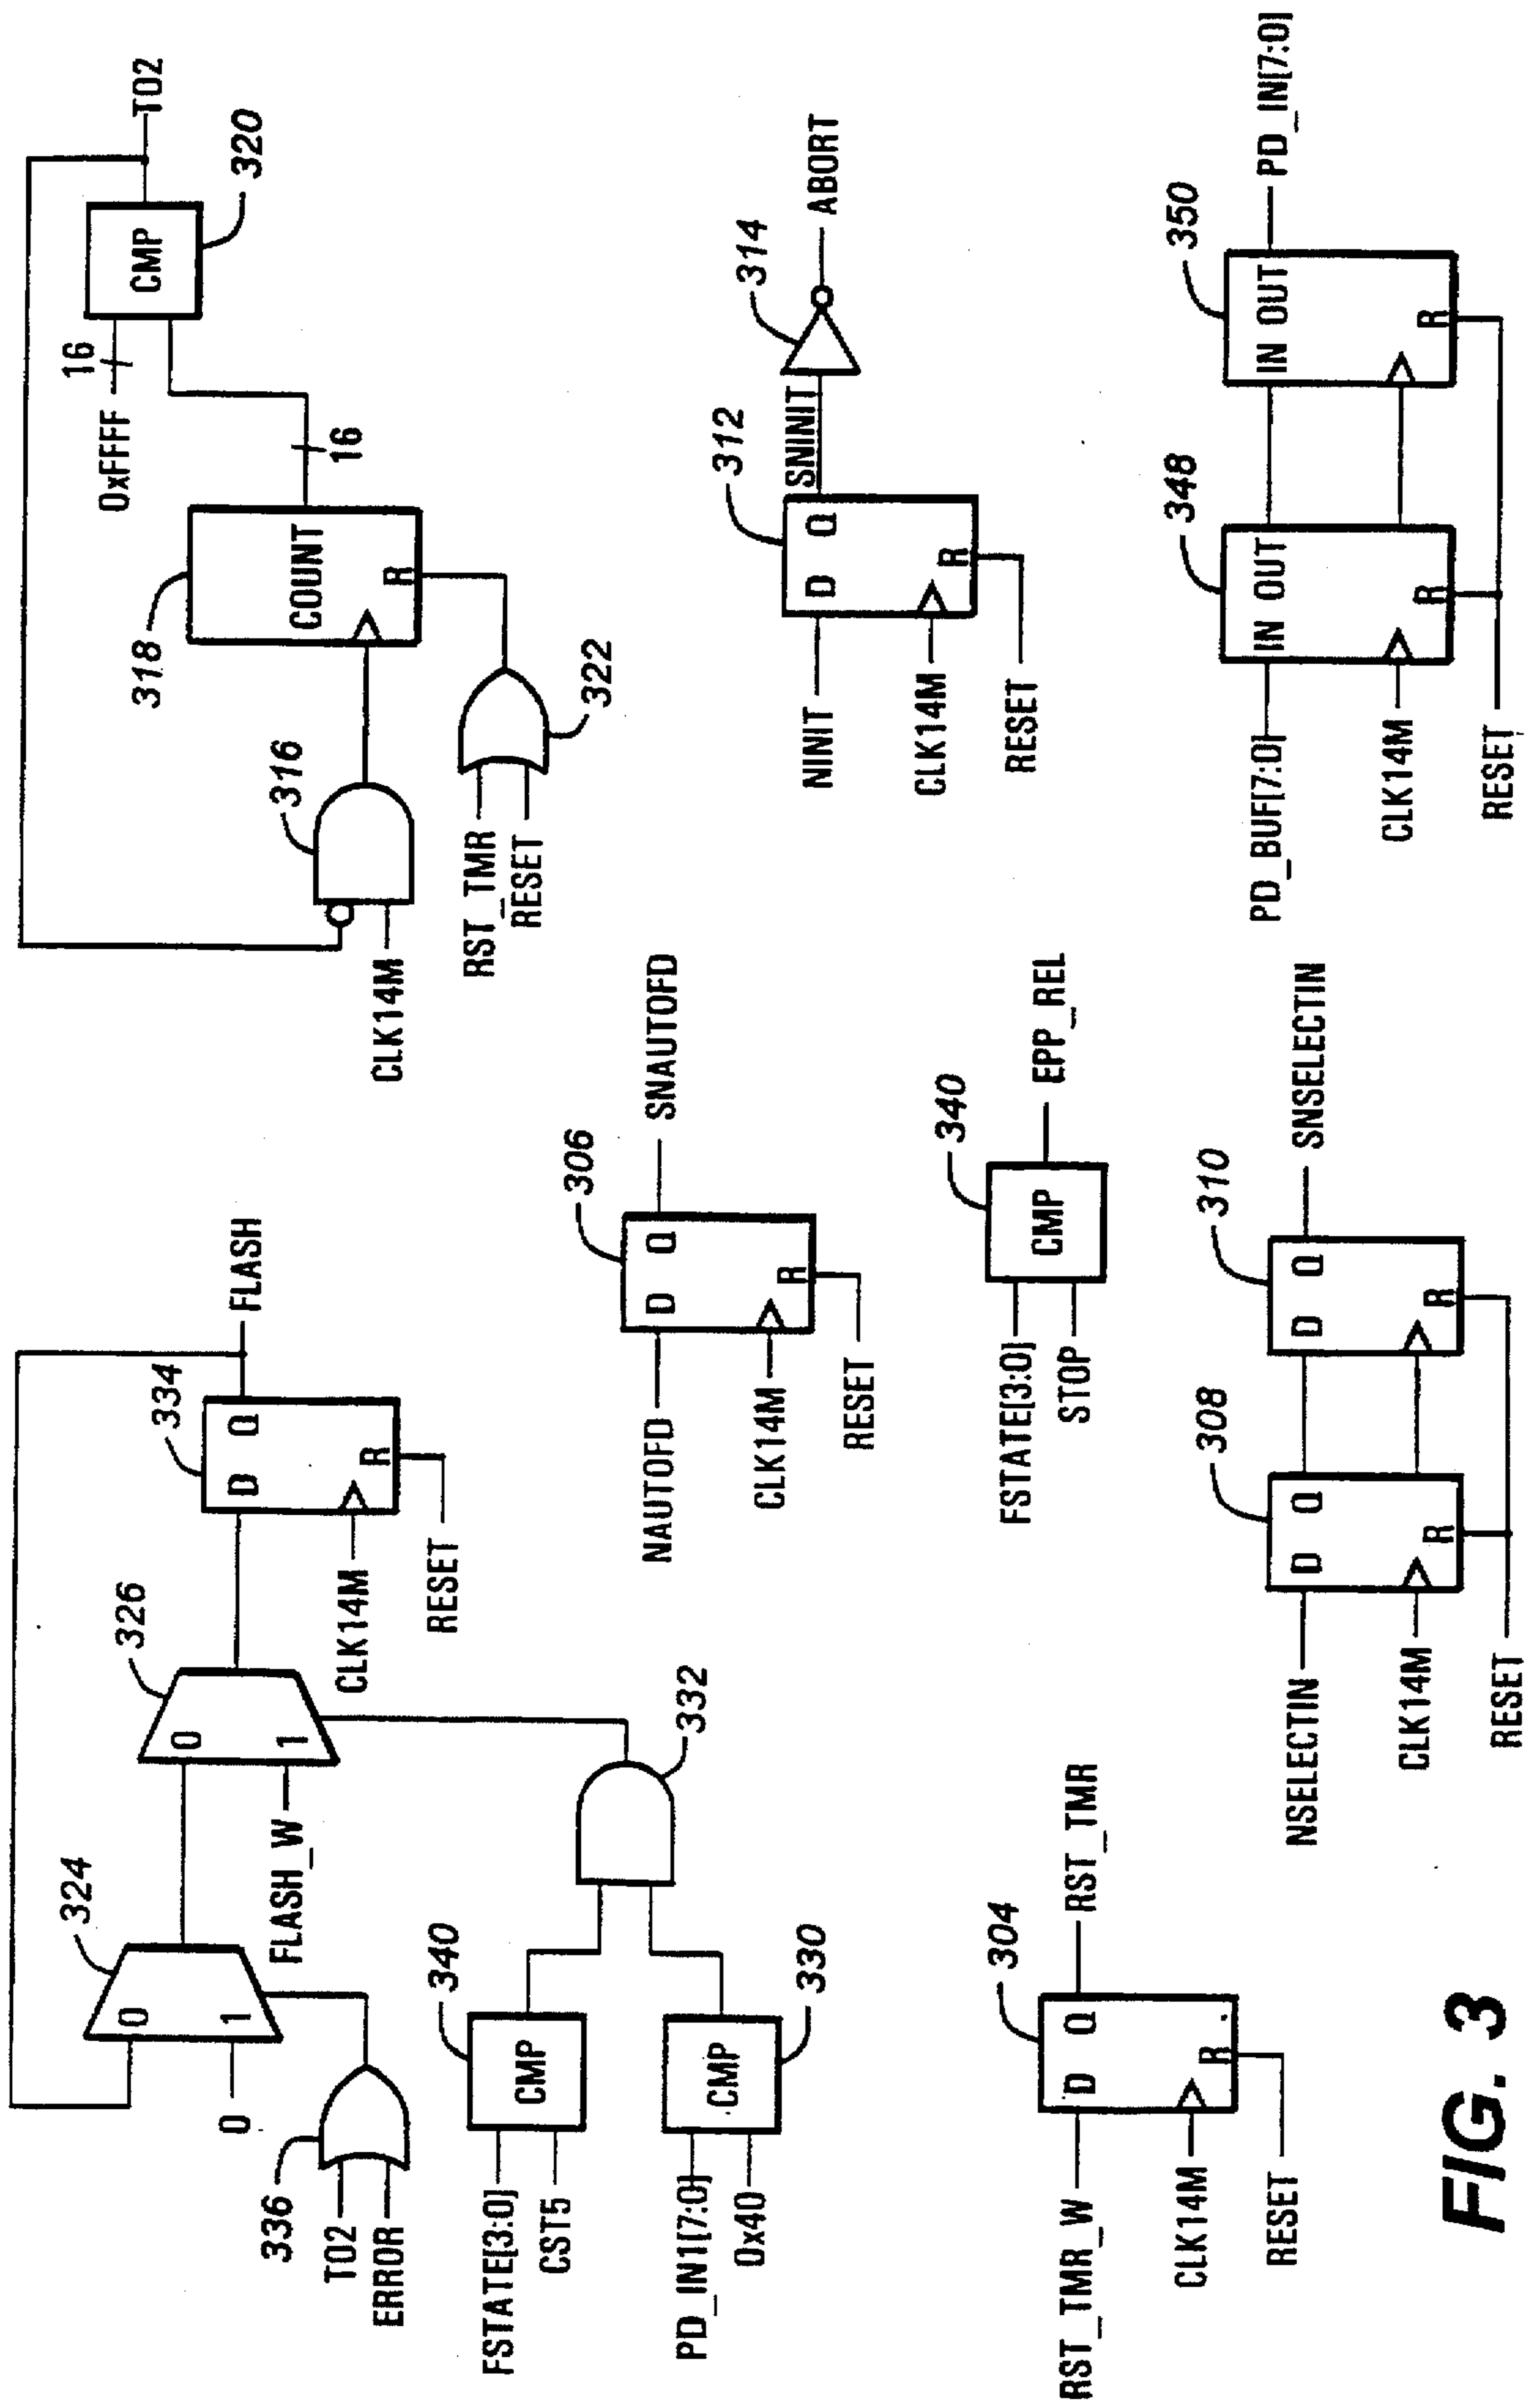 324
0
1
0
336
TO2
ERROR
326
0
1
FLASH_W
334
D Q
R
CLK14M
RESET
FLASH
340
FSTATE[3:0]
CST5
CMP
PD_IN1[7:0]
0x40
CMP
330
332
316
CLK14M
318
COUNT
R
RST_TMR
RESET
322
0xFFFF
16
16
CMP
TO2
320
306
NAUTOFD
D Q
SNAUTOFD
CLK14M
R
RESET
312
NINIT
D Q
SNINIT
314
ABORT
CLK14M
R
RESET
340
FSTATE[3:0]
STOP
CMP
EPP_REL
304
RST_TMR_W
D Q
RST_TMR
CLK14M
R
RESET
308
NSELECTIN
D Q
CLK14M
R
RESET
310
D Q
SNSELECTIN
R
348
PD_BUF[7:0]
IN OUT
CLK14M
R
RESET
350
IN OUT
PD_IN[7:0]
R
FIG. 3